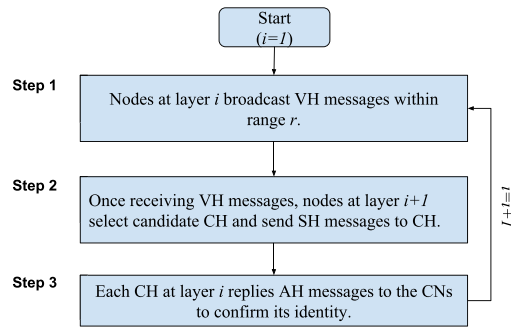 Start
(i=1)
Step 1
Nodes at layer i broadcast VH messages within
range r.
Step 2
Once receiving VH messages, nodes at layer i+1
select candidate CH and send SH messages to CH.
I+1=1
Step 3
Each CH at layer i replies AH messages to the CNs
to confirm its identity.